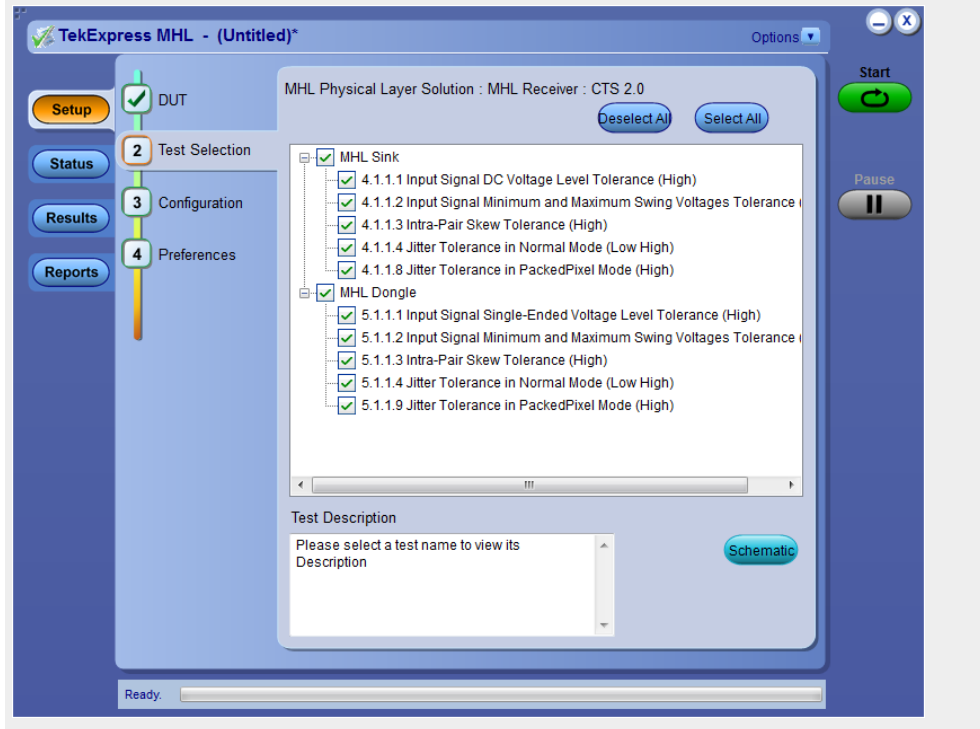 TekExpress MHL - (Untitled)*
Options
Start
Pause
Setup
Status
Results
Reports
DUT
2 Test Selection
3 Configuration
4 Preferences
MHL Physical Layer Solution : MHL Receiver : CTS 2.0
Deselect All
Select All
MHL Sink
4.1.1.1 Input Signal DC Voltage Level Tolerance (High)
4.1.1.2 Input Signal Minimum and Maximum Swing Voltages Tolerance (
4.1.1.3 Intra-Pair Skew Tolerance (High)
4.1.1.4 Jitter Tolerance in Normal Mode (Low High)
4.1.1.8 Jitter Tolerance in PackedPixel Mode (High)
MHL Dongle
5.1.1.1 Input Signal Single-Ended Voltage Level Tolerance (High)
5.1.1.2 Input Signal Minimum and Maximum Swing Voltages Tolerance (
5.1.1.3 Intra-Pair Skew Tolerance (High)
5.1.1.4 Jitter Tolerance in Normal Mode (Low High)
5.1.1.9 Jitter Tolerance in PackedPixel Mode (High)
Test Description
Please select a test name to view its
Description
Schematic
Ready.